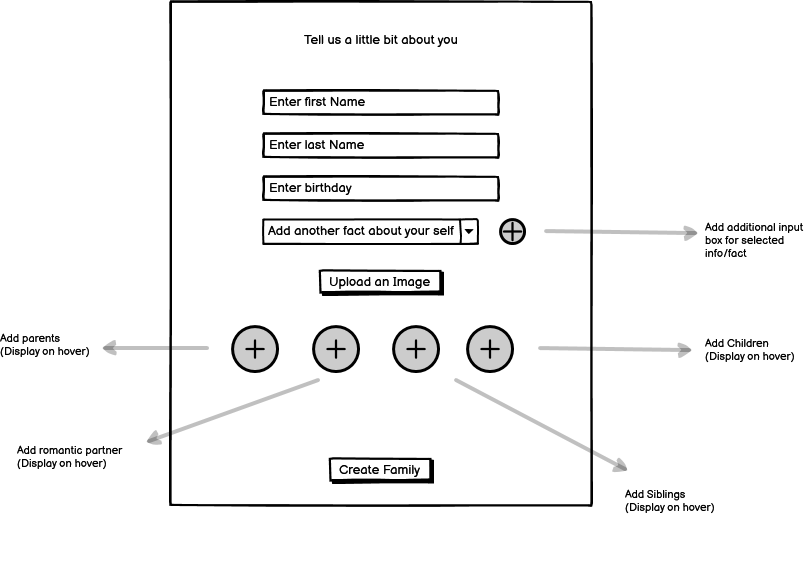 Tell us a little bit about you
Enter first Name
Enter last Name
Enter birthday
Add another fact about your self
Add additional input
box for selected
info/fact
Upload an Image
Add parents
(Display on hover)
Add Children
(Display on hover)
Add romantic partner
(Display on hover)
Create Family
Add Siblings
(Display on hover)